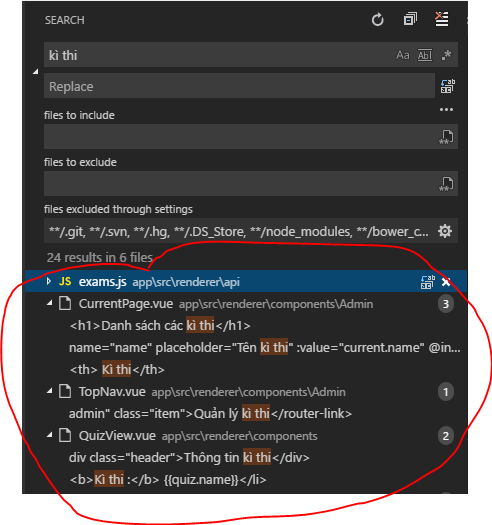 SEARCH
kì thi
Aa Abl .*
Replace
files to include
files to exclude
files excluded through settings
**/.git, **/.svn, **/.hg, **/.DS_Store, **/node_modules, **/bower_c...
24 results in 6 files
JS exams.js app\src\renderer\api
CurrentPage.vue app\src\renderer\components\Admin 3
<h1>Danh sách các kì thi</h1>
name="name" placeholder="Tên kì thi" :value="current.name" @in...
<th> Kì thi</th>
TopNav.vue app\src\renderer\components\Admin 1
admin" class="item">Quản lý kì thi</router-link>
QuizView.vue app\src\renderer\components 2
div class="header">Thông tin kì thi</div>
<b>Kì thi :</b> {{quiz.name}}</li>